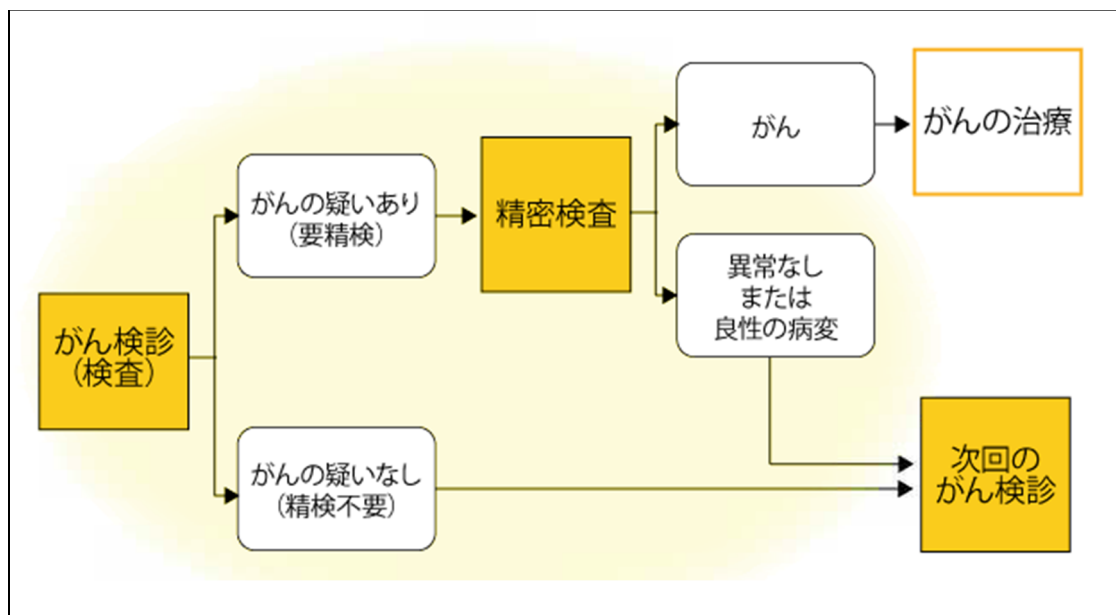 がん検診
（検査）
がんの疑いあり
（要精検）
がんの疑いなし
（精検不要）
精密検査
がん
異常なし
または
良性の病変
がんの治療
次回の
がん検診